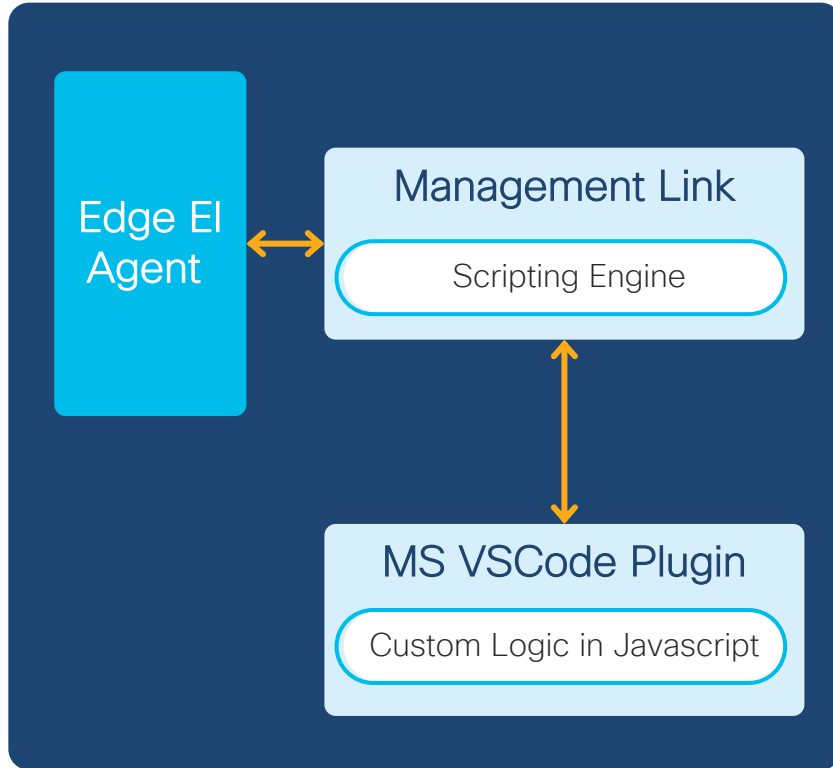 Edge EI
Agent
Management Link
Scripting Engine
MS VSCode Plugin
Custom Logic in Javascript